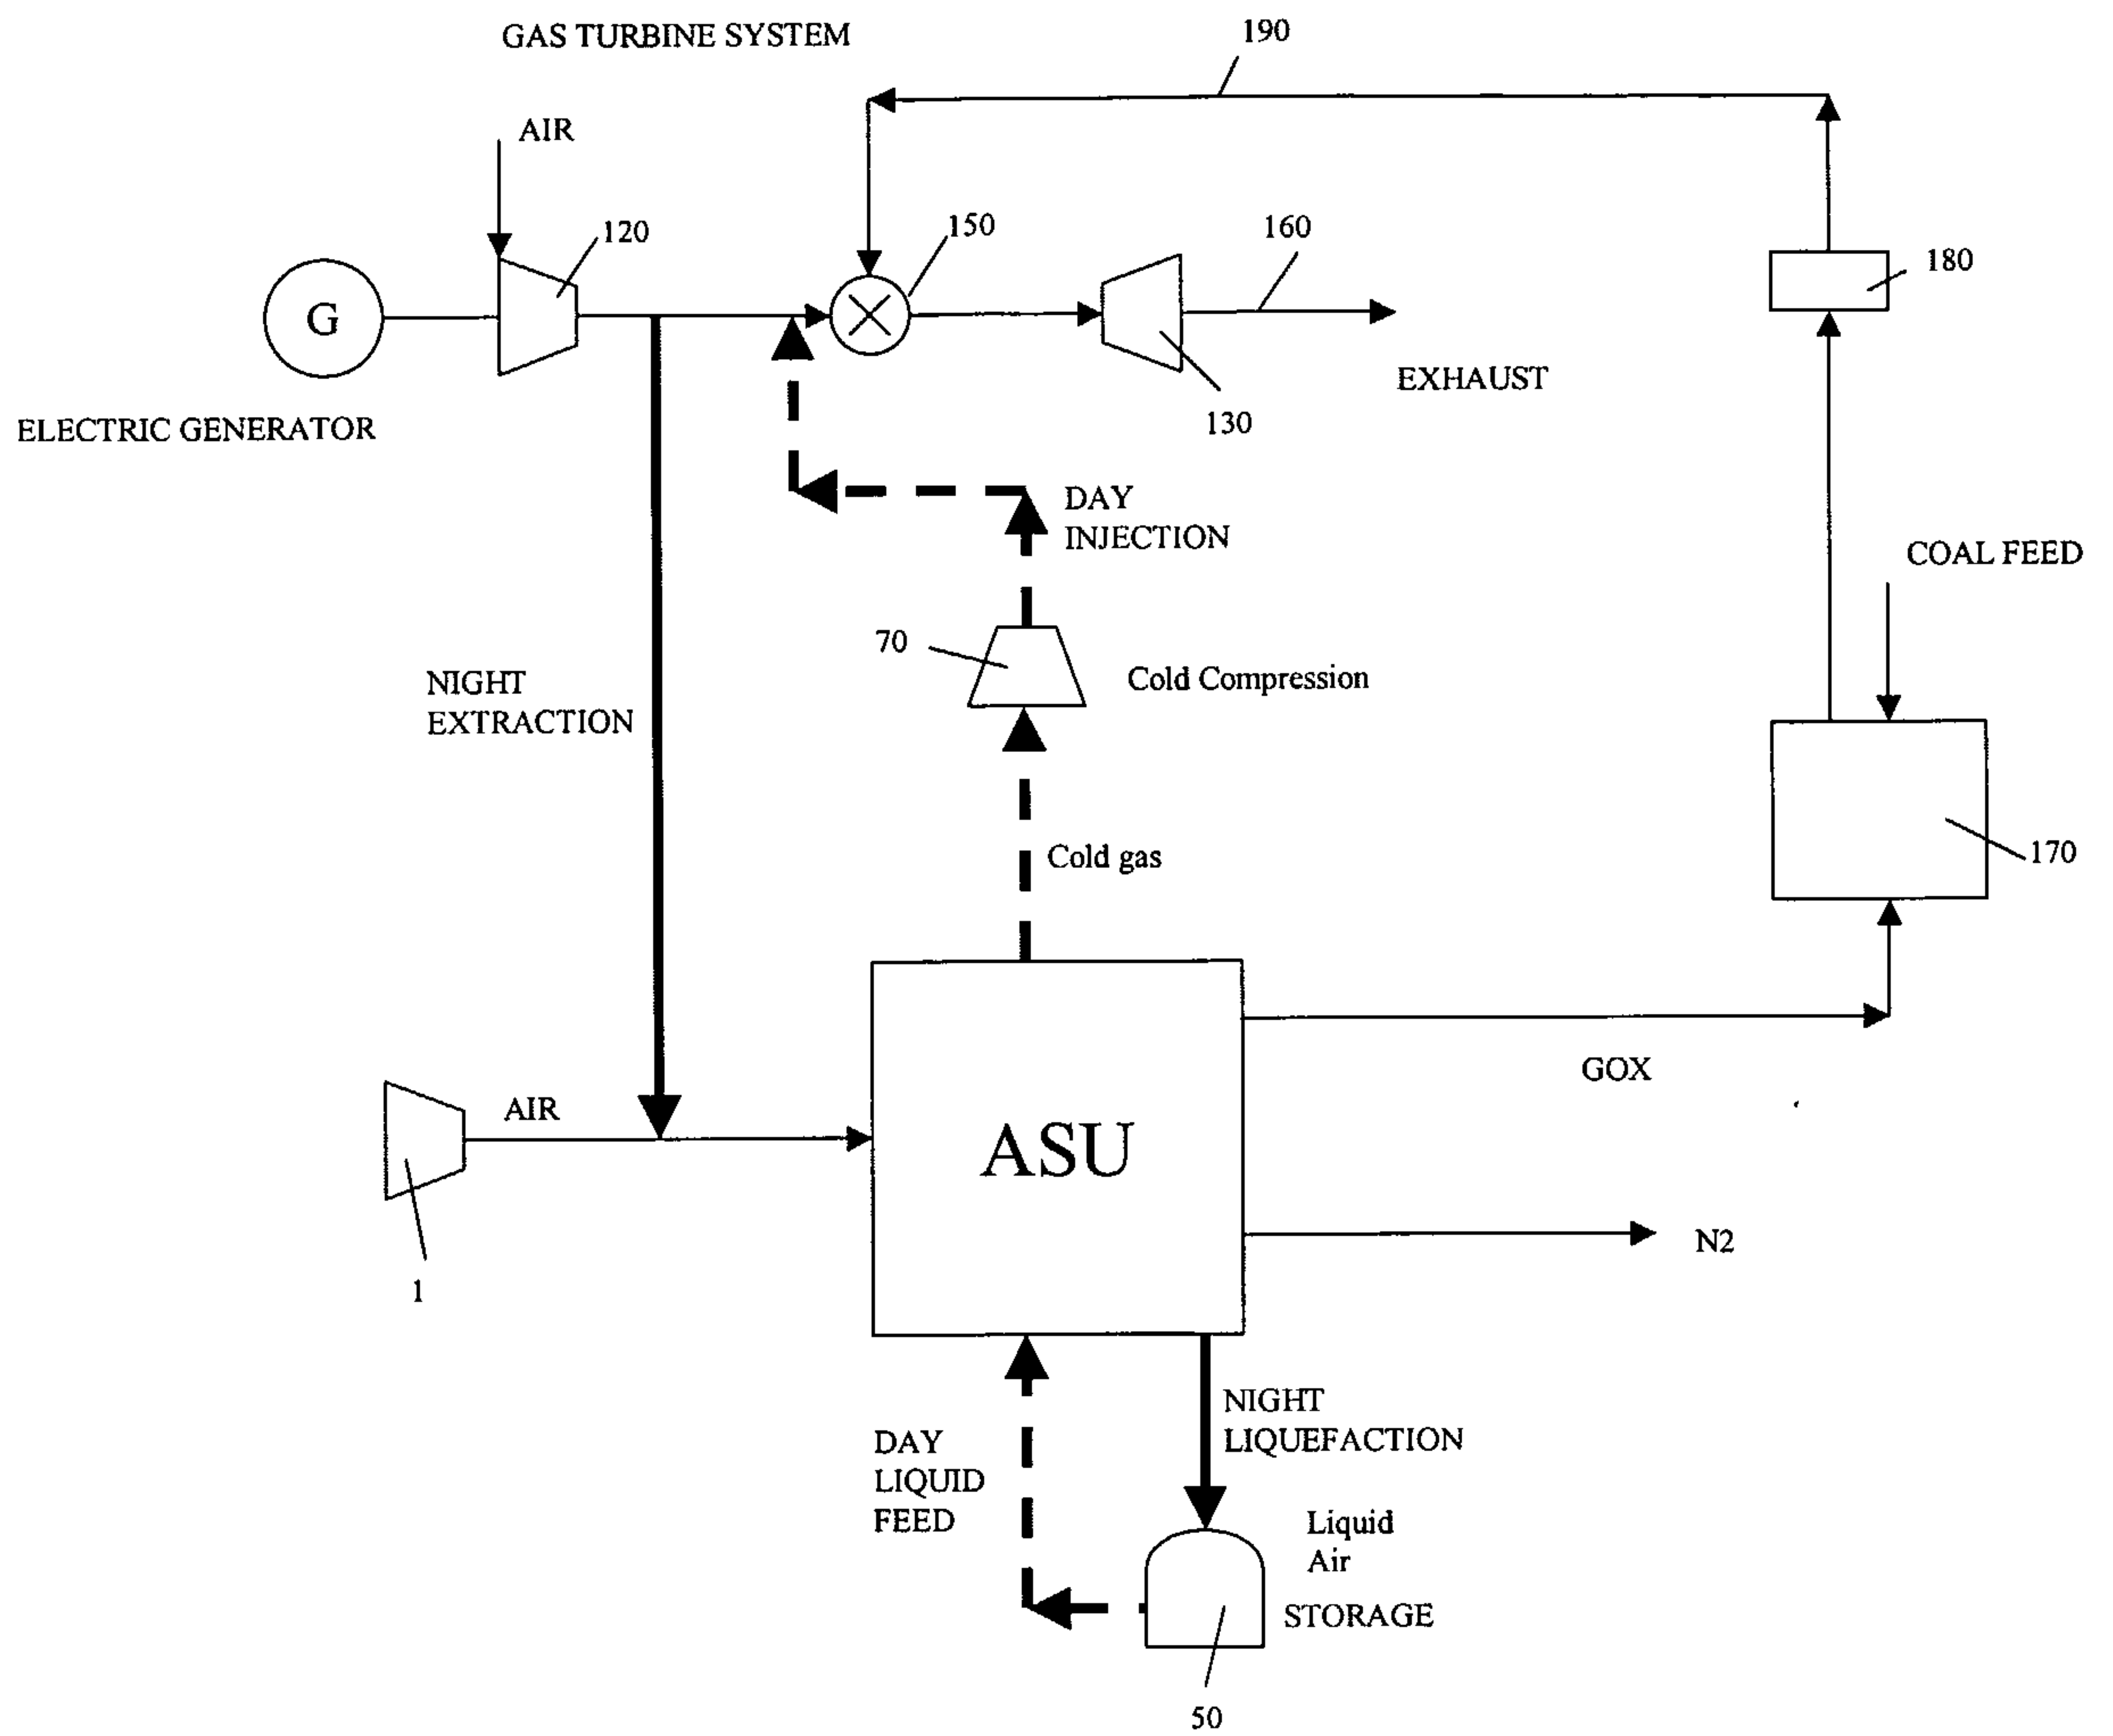 GAS TURBINE SYSTEM
190
AIR
120
150
160
180
G
EXHAUST
130
ELECTRIC GENERATOR
DAY
INJECTION
COAL FEED
70
Cold Compression
NIGHT
EXTRACTION
Cold gas
170
GOX
AIR
ASU
N2
1
NIGHT
LIQUEFACTION
DAY
LIQUID
FEED
Liquid
Air
STORAGE
50